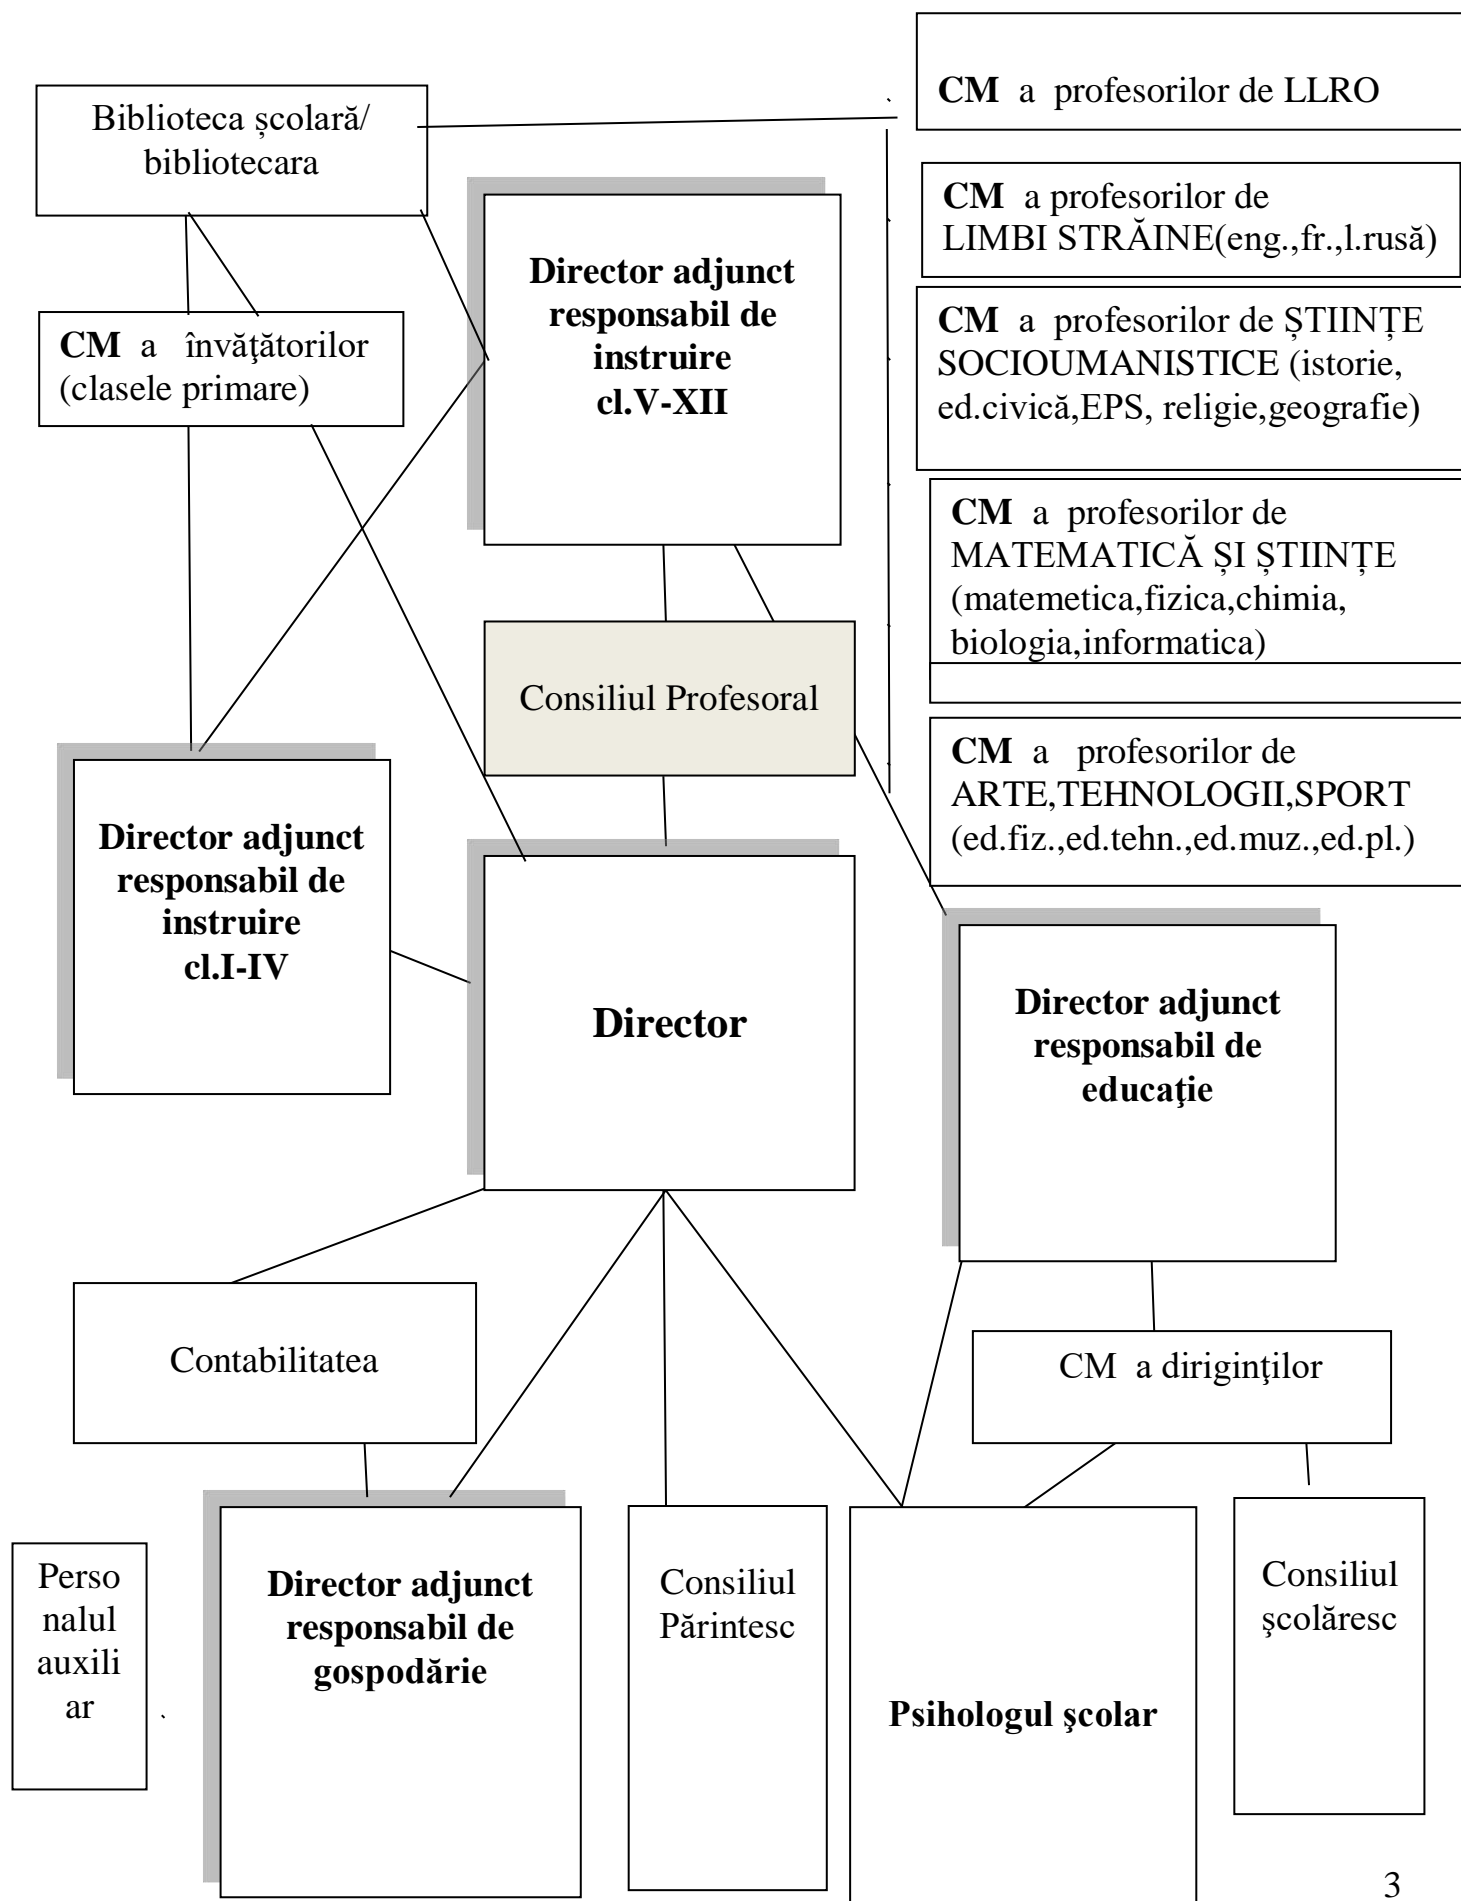 CM a profesorilor de LLRO
Biblioteca școlară/
bibliotecara
CM a profesorilor de
LIMBI STRĂINE(eng.,fr.,l.rusă)
Director adjunct
responsabil de
instruire
cl.V-XII
CM a învăţătorilor
(clasele primare)
CM a profesorilor de ȘTIINȚE
SOCIOUMANISTICE (istorie,
ed.civică,EPS, religie,geografie)
CM a profesorilor de
MATEMATICĂ ȘI ȘTIINȚE
(matemetica,fizica,chimia,
biologia,informatica)
Consiliul Profesoral
CM a profesorilor de
ARTE,TEHNOLOGII,SPORT
(ed.fiz.,ed.tehn.,ed.muz.,ed.pl.)
Director adjunct
responsabil de
instruire
cl.I-IV
Director
Director adjunct
responsabil de
educaţie
Contabilitatea
CM a diriginţilor
Perso
nalul
auxili
ar
Director adjunct
responsabil de
gospodărie
Consiliul
Părintesc
Psihologul şcolar
Consiliul
şcolăresc
3